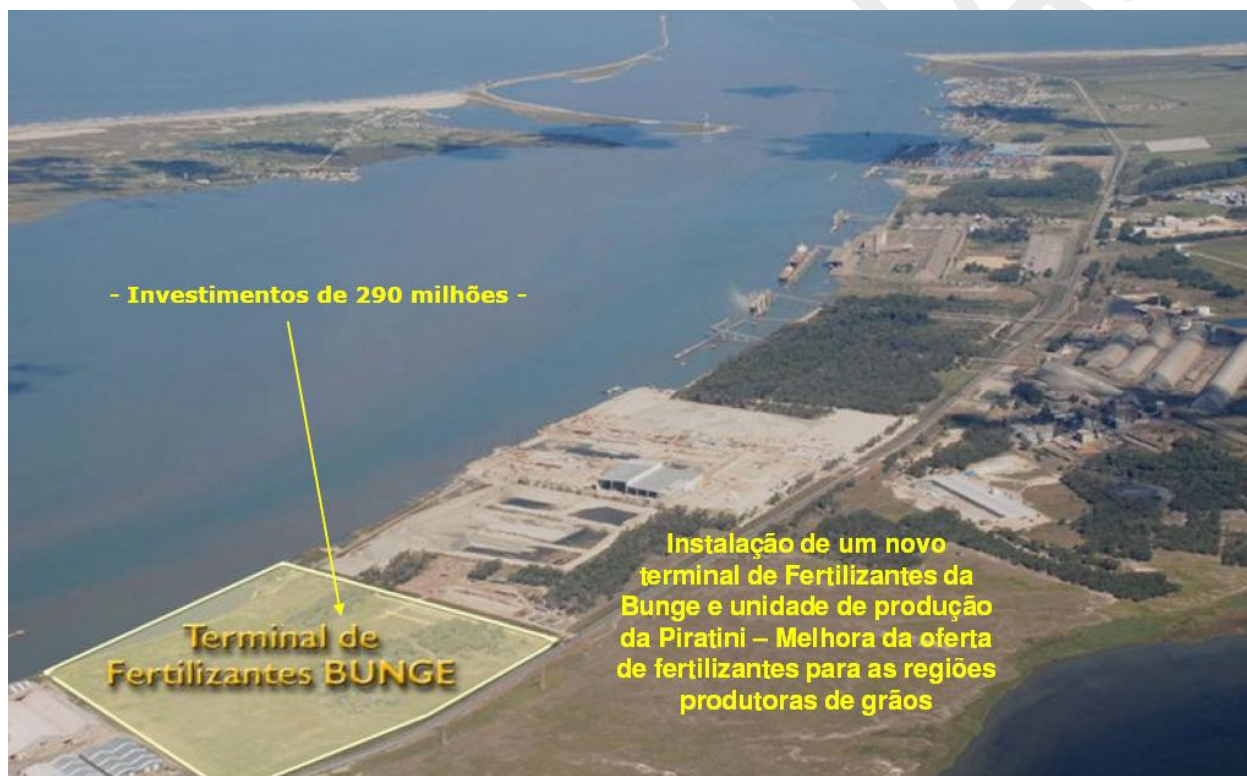 - Investimentos de 290 milhões -
Instalação de um novo
terminal de Fertilizantes da
Bunge e unidade de produção
da Piratini – Melhora da oferta
de fertilizantes para as regiões
produtoras de grãos
Terminal de
Fertilizantes BUNGE